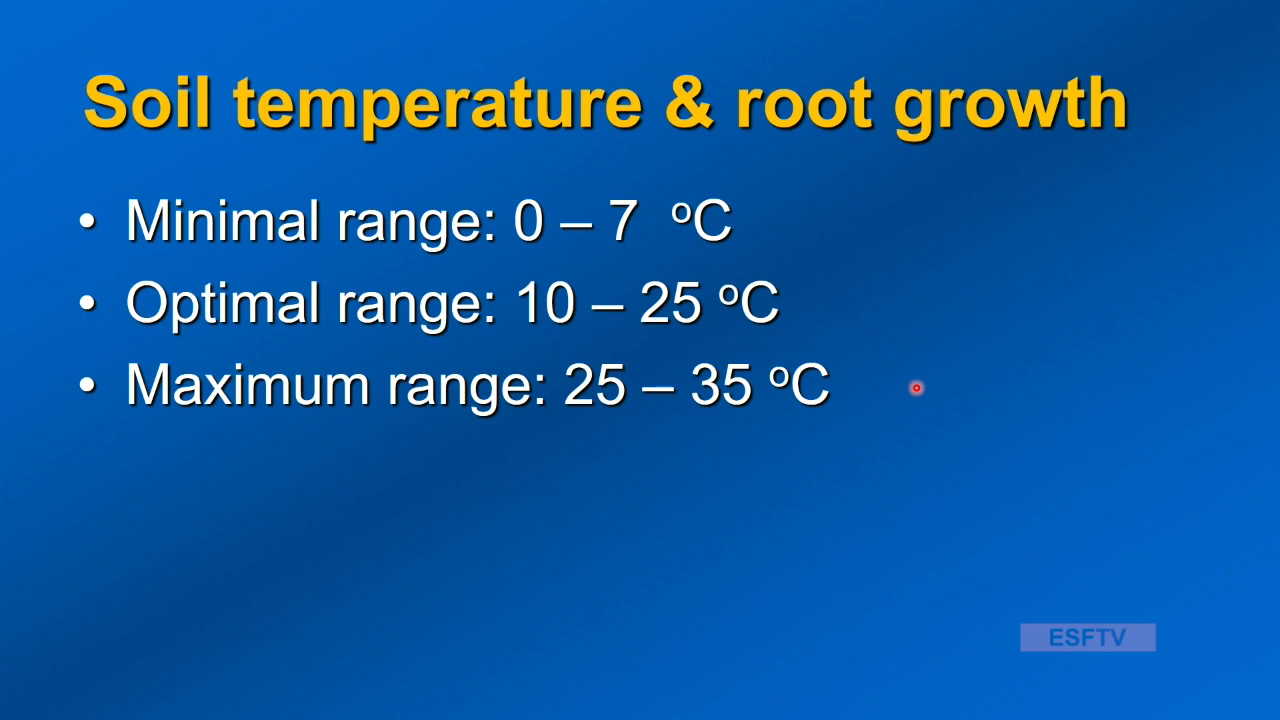 Soil temperature & root growth
• Minimal range: 0 – 7 ºC
• Optimal range: 10 – 25 ºC
• Maximum range: 25 – 35 ºC
ESFTV